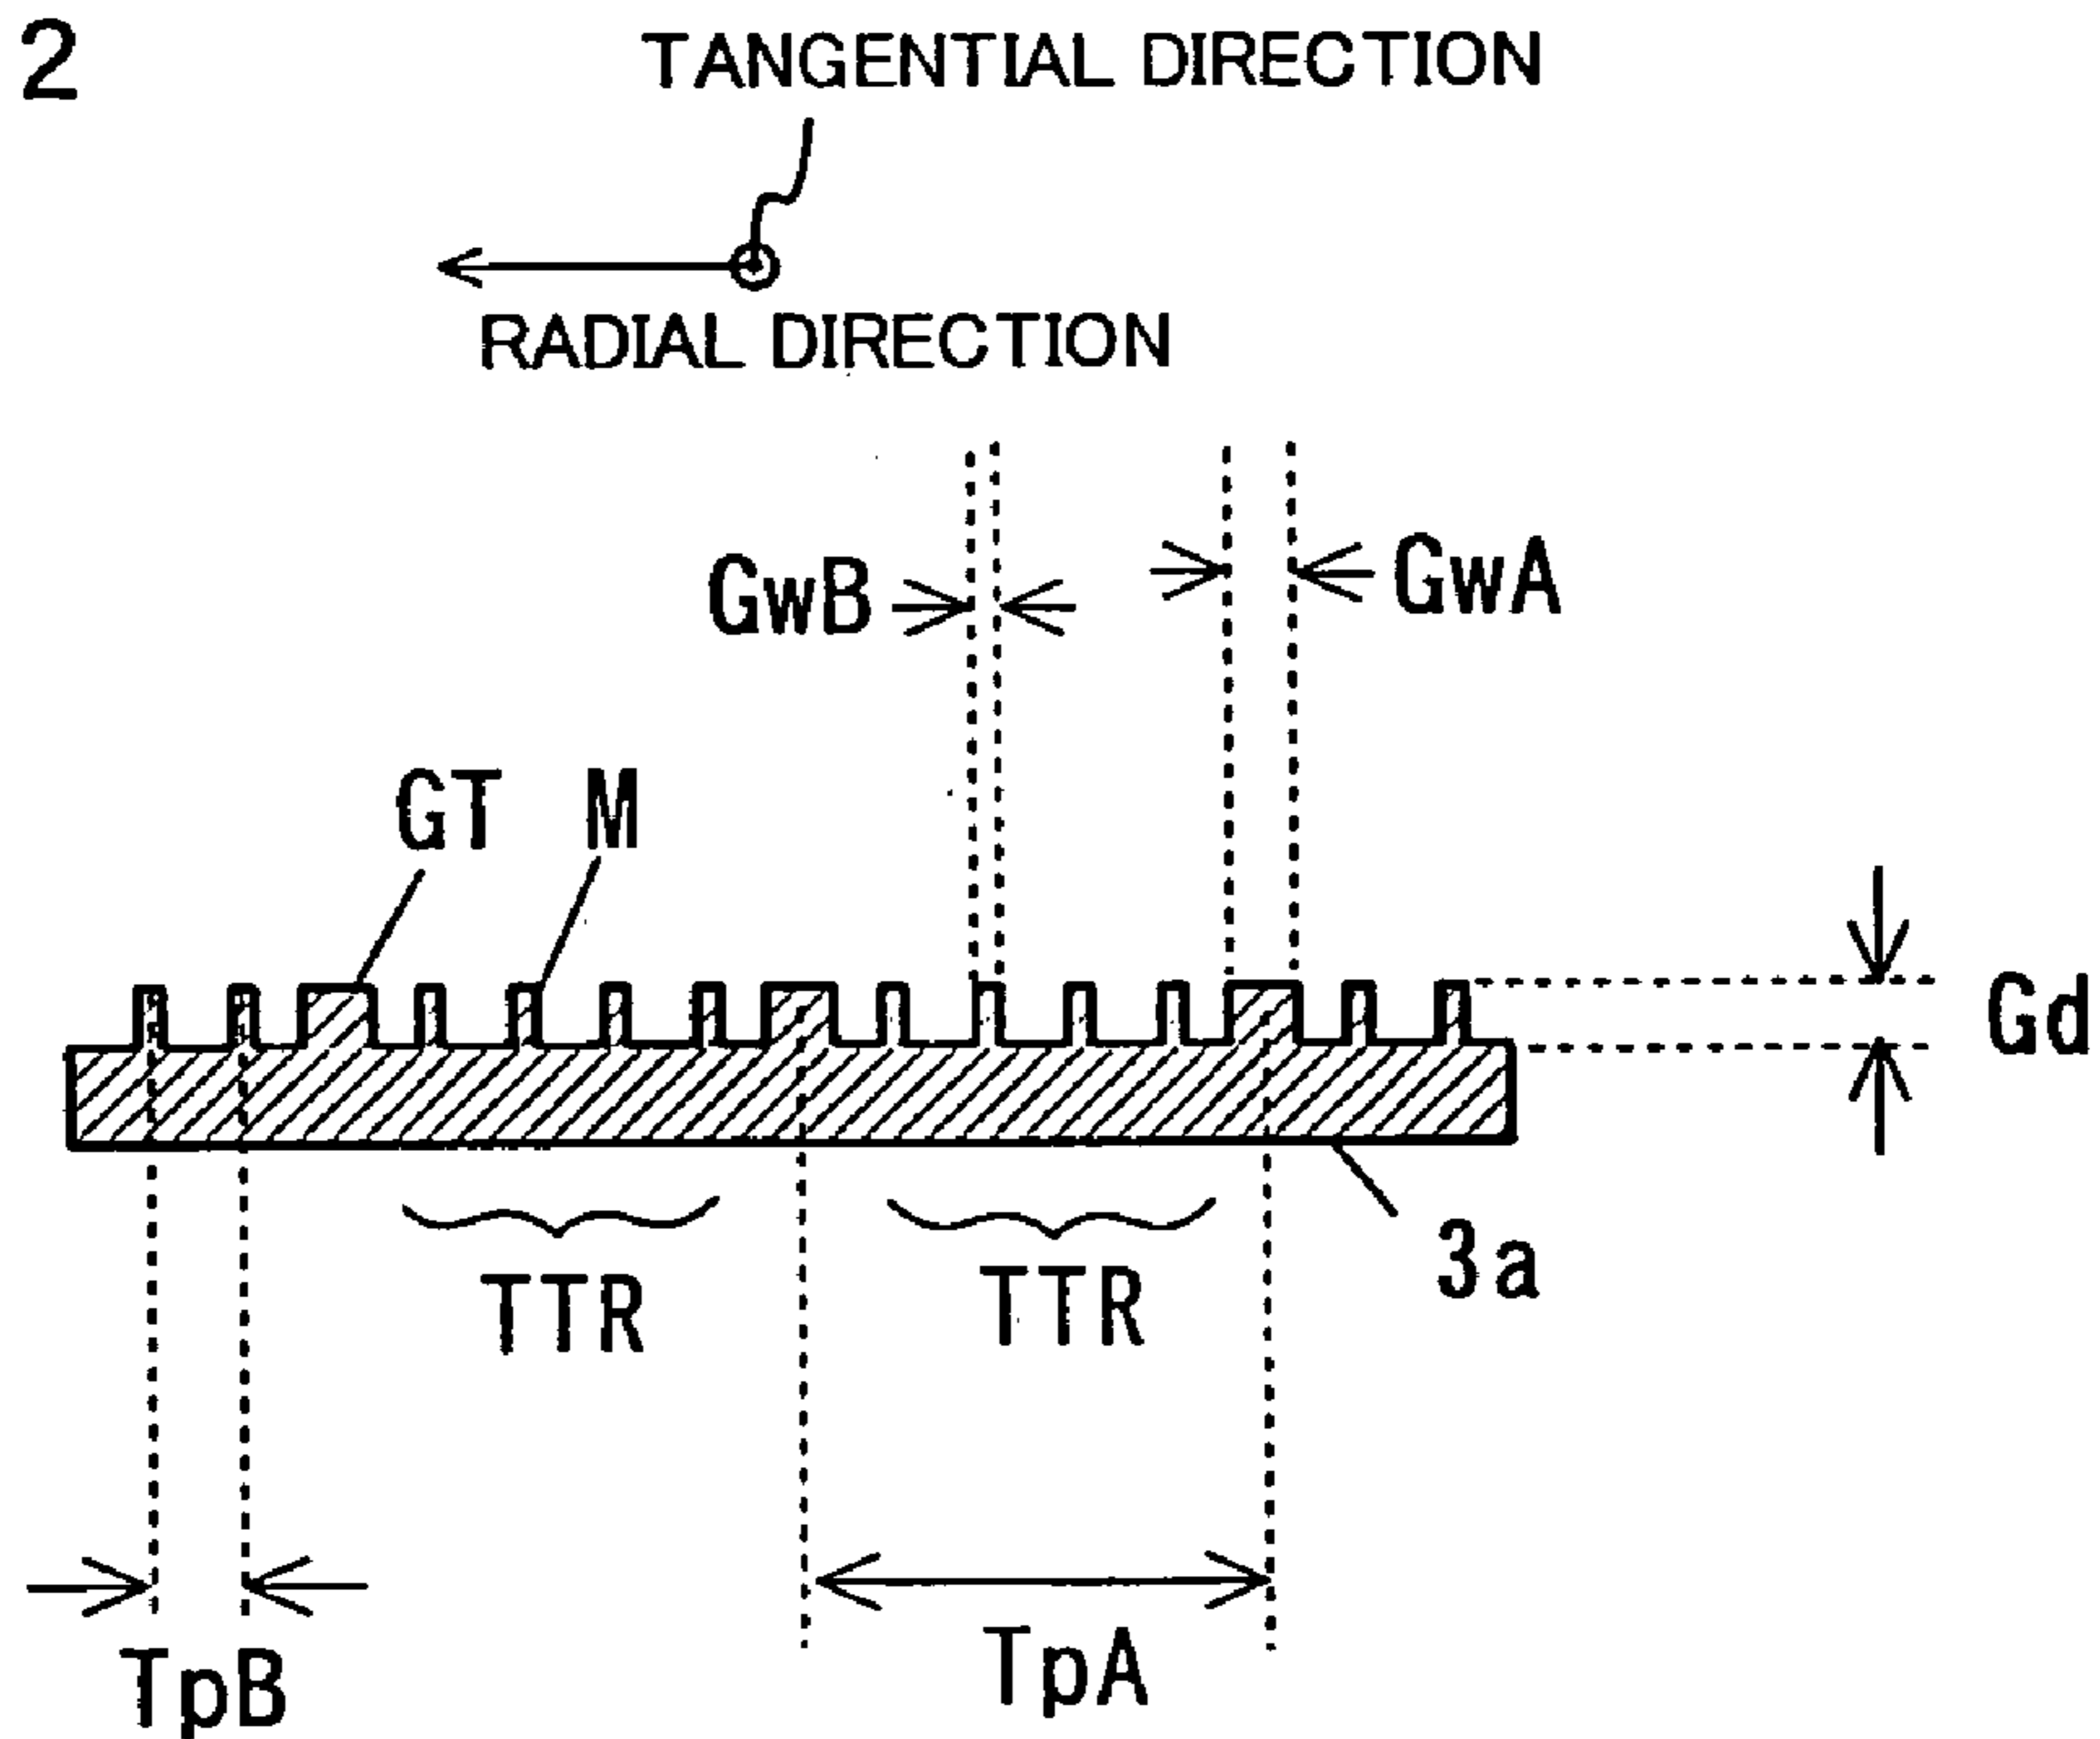 2
TANGENTIAL DIRECTION
RADIAL DIRECTION
GwB
GwA
GT
M
Gd
TTR
TTR
3a
TpB
TpA